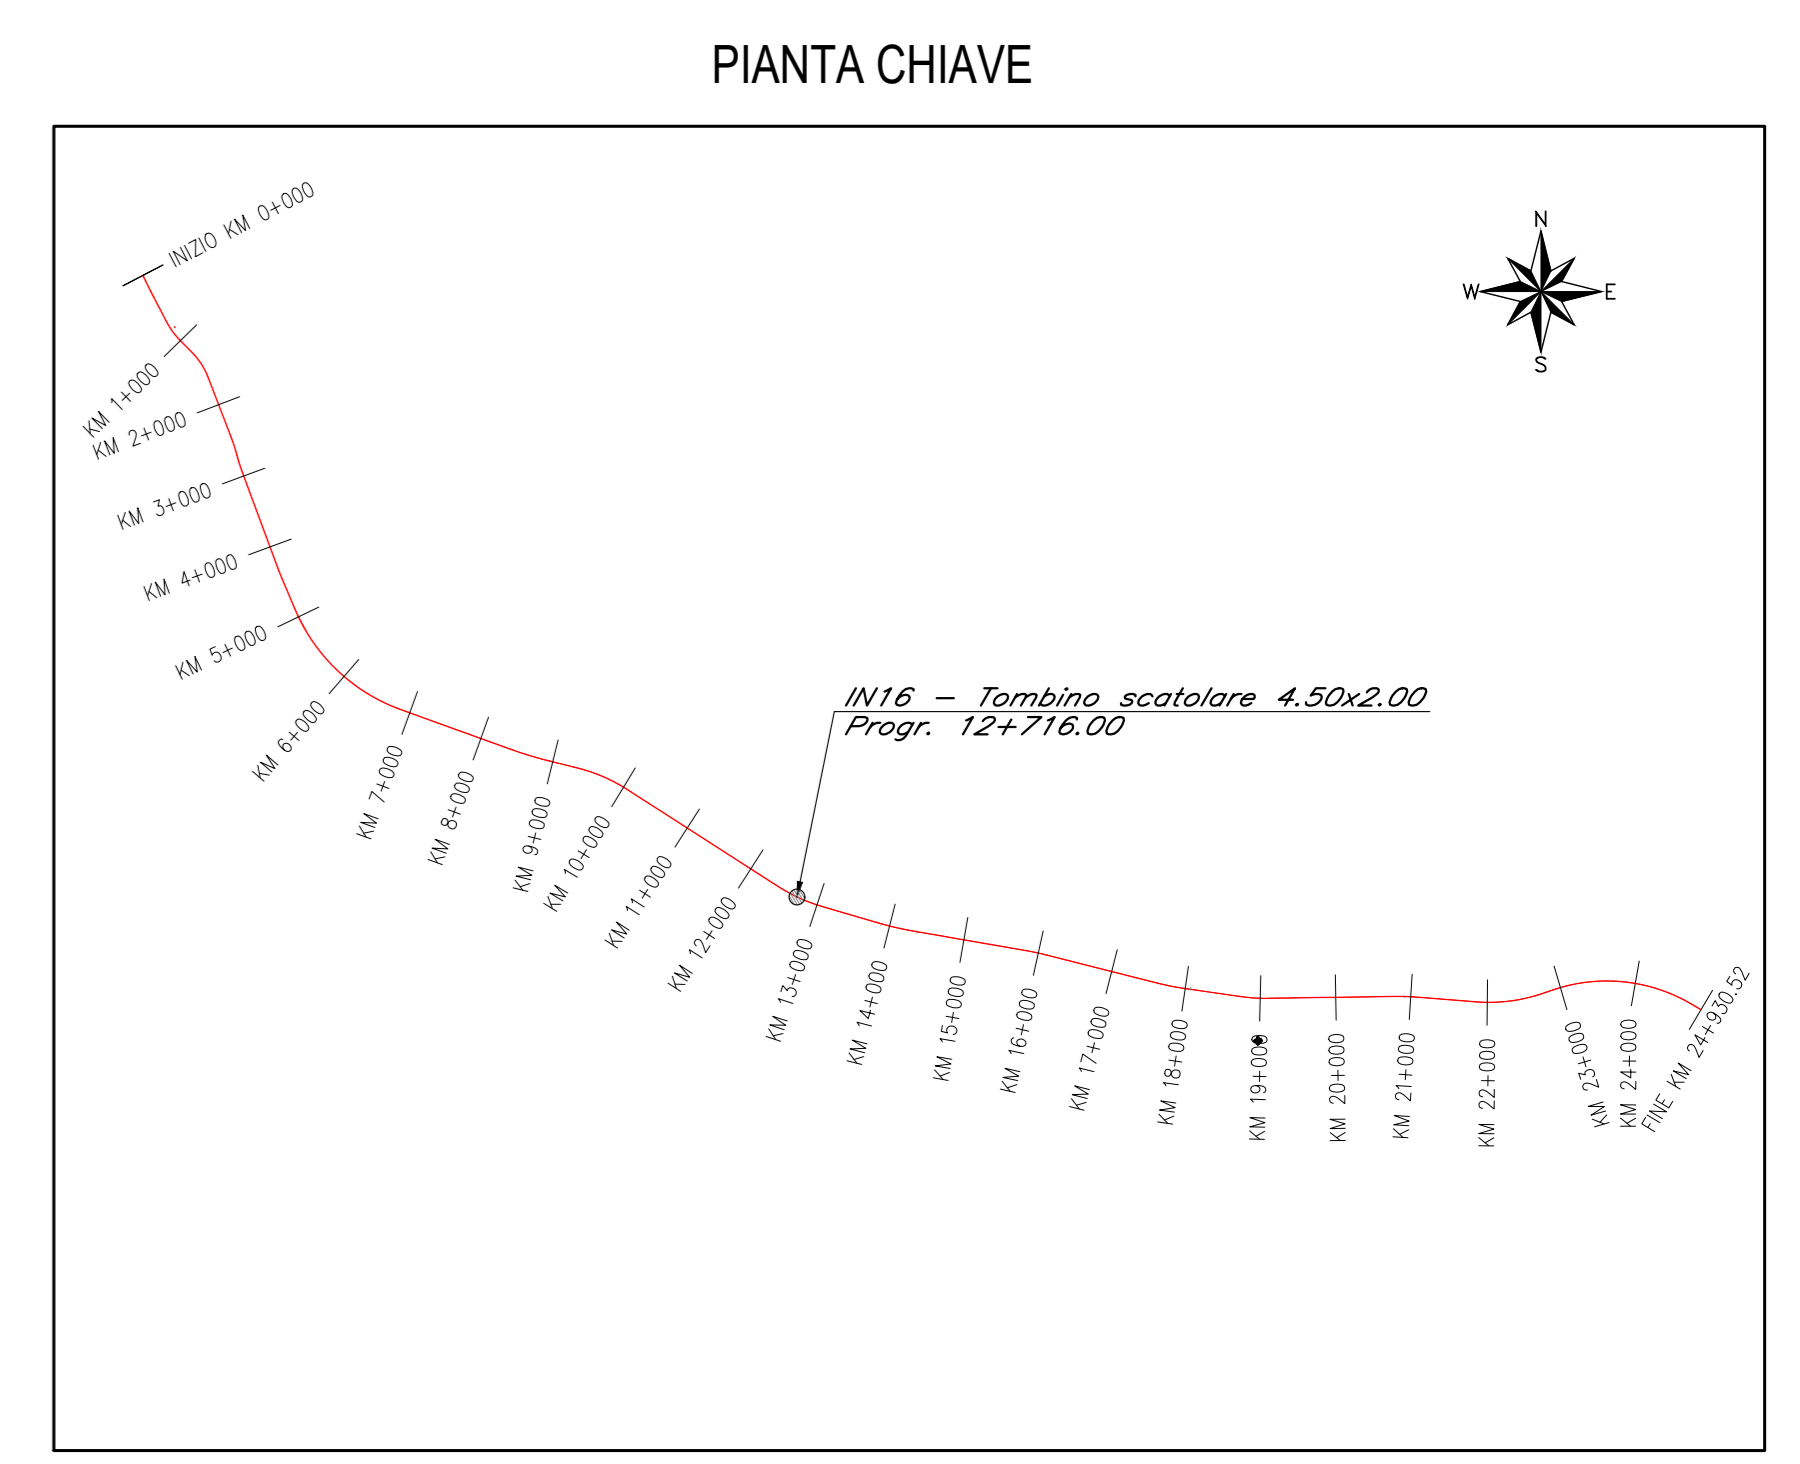 PIANTA CHIAVE
INIZIO KM 0+000
N
W
E
S
KM 1+000
KM 2+000
KM 3+000
KM 4+000
KM 5+000
KM 6+000
KM 7+000
KM 8+000
KM 9+000
KM 10+000
KM 11+000
KM 12+000
IN16 – Tombino scatolare 4.50x2.00
Progr. 12+716.00
KM 13+000
KM 14+000
KM 15+000
KM 16+000
KM 17+000
KM 18+000
KM 19+000
KM 20+000
KM 21+000
KM 22+000
KM 23+000
KM 24+000
FINE KM 24+930.52